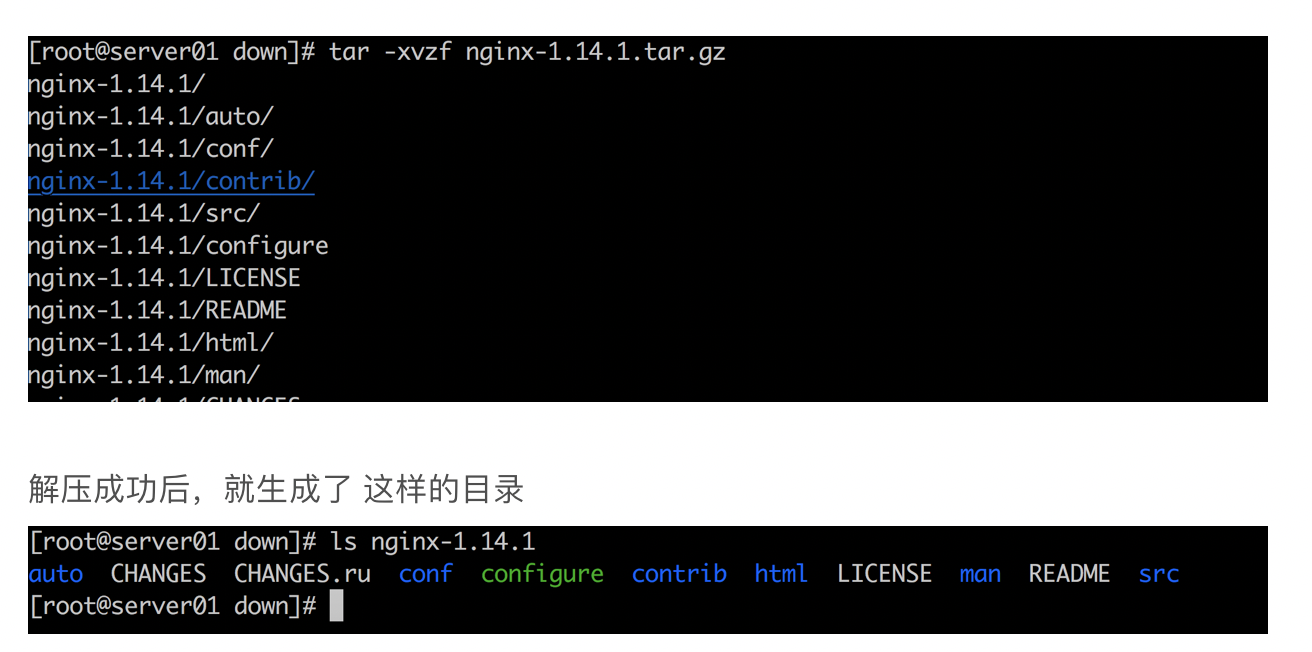 [root@server01 down]# tar -xvzf nginx-1.14.1.tar.gz
nginx-1.14.1/
nginx-1.14.1/auto/
nginx-1.14.1/conf/
nginx-1.14.1/contrib/
nginx-1.14.1/src/
nginx-1.14.1/configure
nginx-1.14.1/LICENSE
nginx-1.14.1/README
nginx-1.14.1/html/
nginx-1.14.1/man/
nginx-1.14.1/CHANGES
解压成功后，就生成了 这样的目录
[root@server01 down]# ls nginx-1.14.1
auto CHANGES CHANGES.ru conf configure contrib html LICENSE man README src
[root@server01 down]#